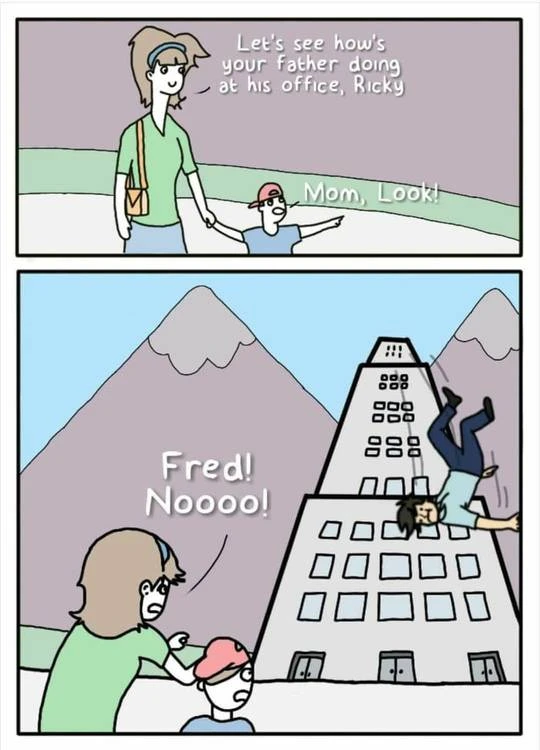 Let's see how's
your father doing
at his office, Ricky
Mom, Look!
Fred!
Noooo!